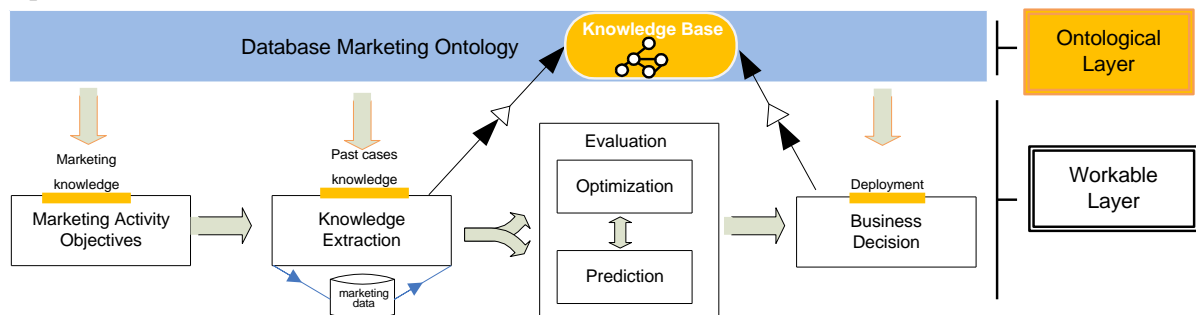 Database Marketing Ontology
Knowledge Base
Ontological
Layer
Marketing
knowledge
Marketing Activity
Objectives
Past cases
knowledge
Knowledge
Extraction
marketing
data
Evaluation
Optimization
Prediction
Deployment
Business
Decision
Workable
Layer